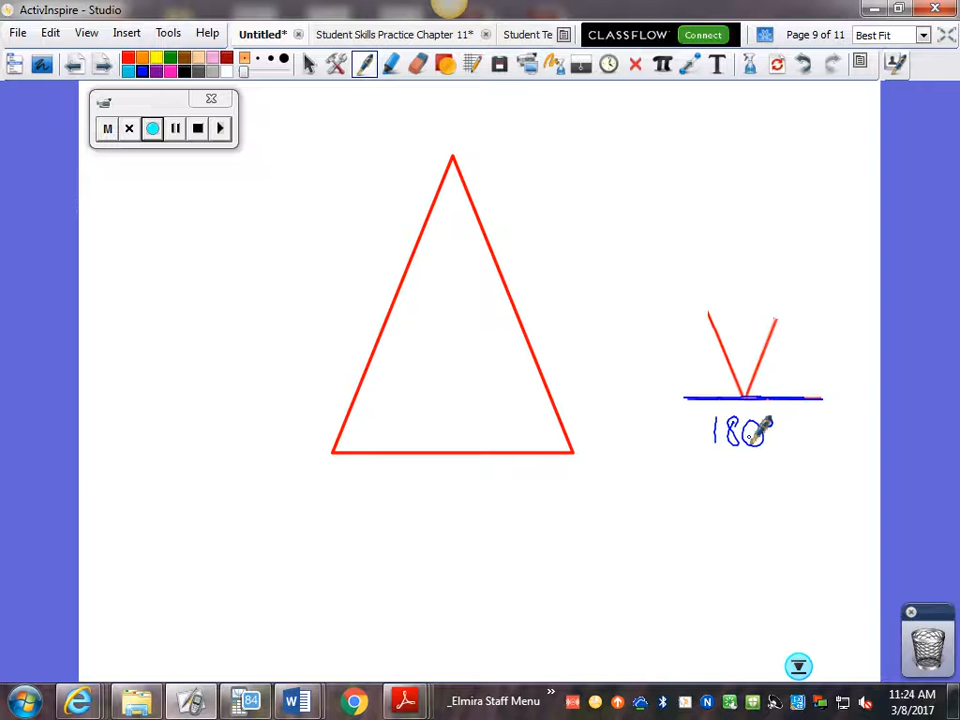 ActivInspire - Studio
File Edit View Insert Tools Help Untitled* Student Skills Practice Chapter 11* Student Te CLASSFLOW Connect Page 9 of 11 Best Fit
M
180°
84 W _Elmira Staff Menu » N 11:24 AM
3/8/2017